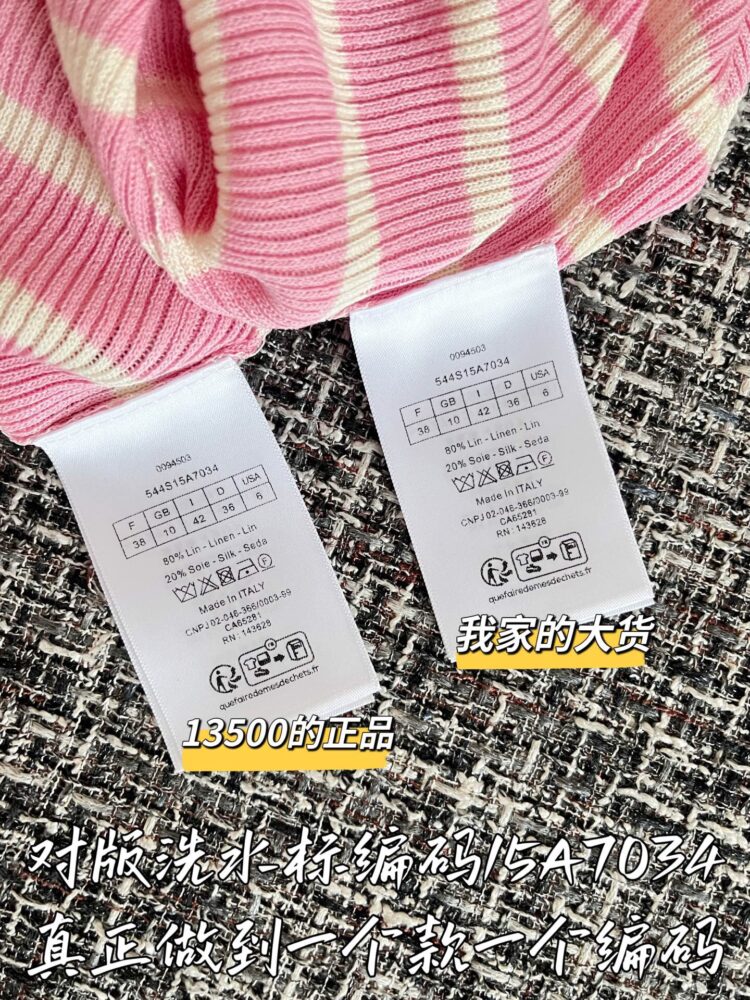 0094503
544S15A7034
F GB I D USA
38 10 42 36 6
80% Lin - Linen - Lin
20% Soie - Silk - Seda
Made in ITALY
CNPJ 02-046-366/0003-99
CA65281
RN : 143628
quefairedemesdechets.fr
我家的大货
0094503
544S15A7034
F GB I D USA
38 10 42 36 6
80% Lin - Linen - Lin
20% Soie - Silk - Seda
Made in ITALY
CNPJ 02-046-366/0003-99
CA65281
RN : 143628
quefairedemesdechets.fr
13500的正品
对版洗水标编码15A7034
真正做到一个款一个编码